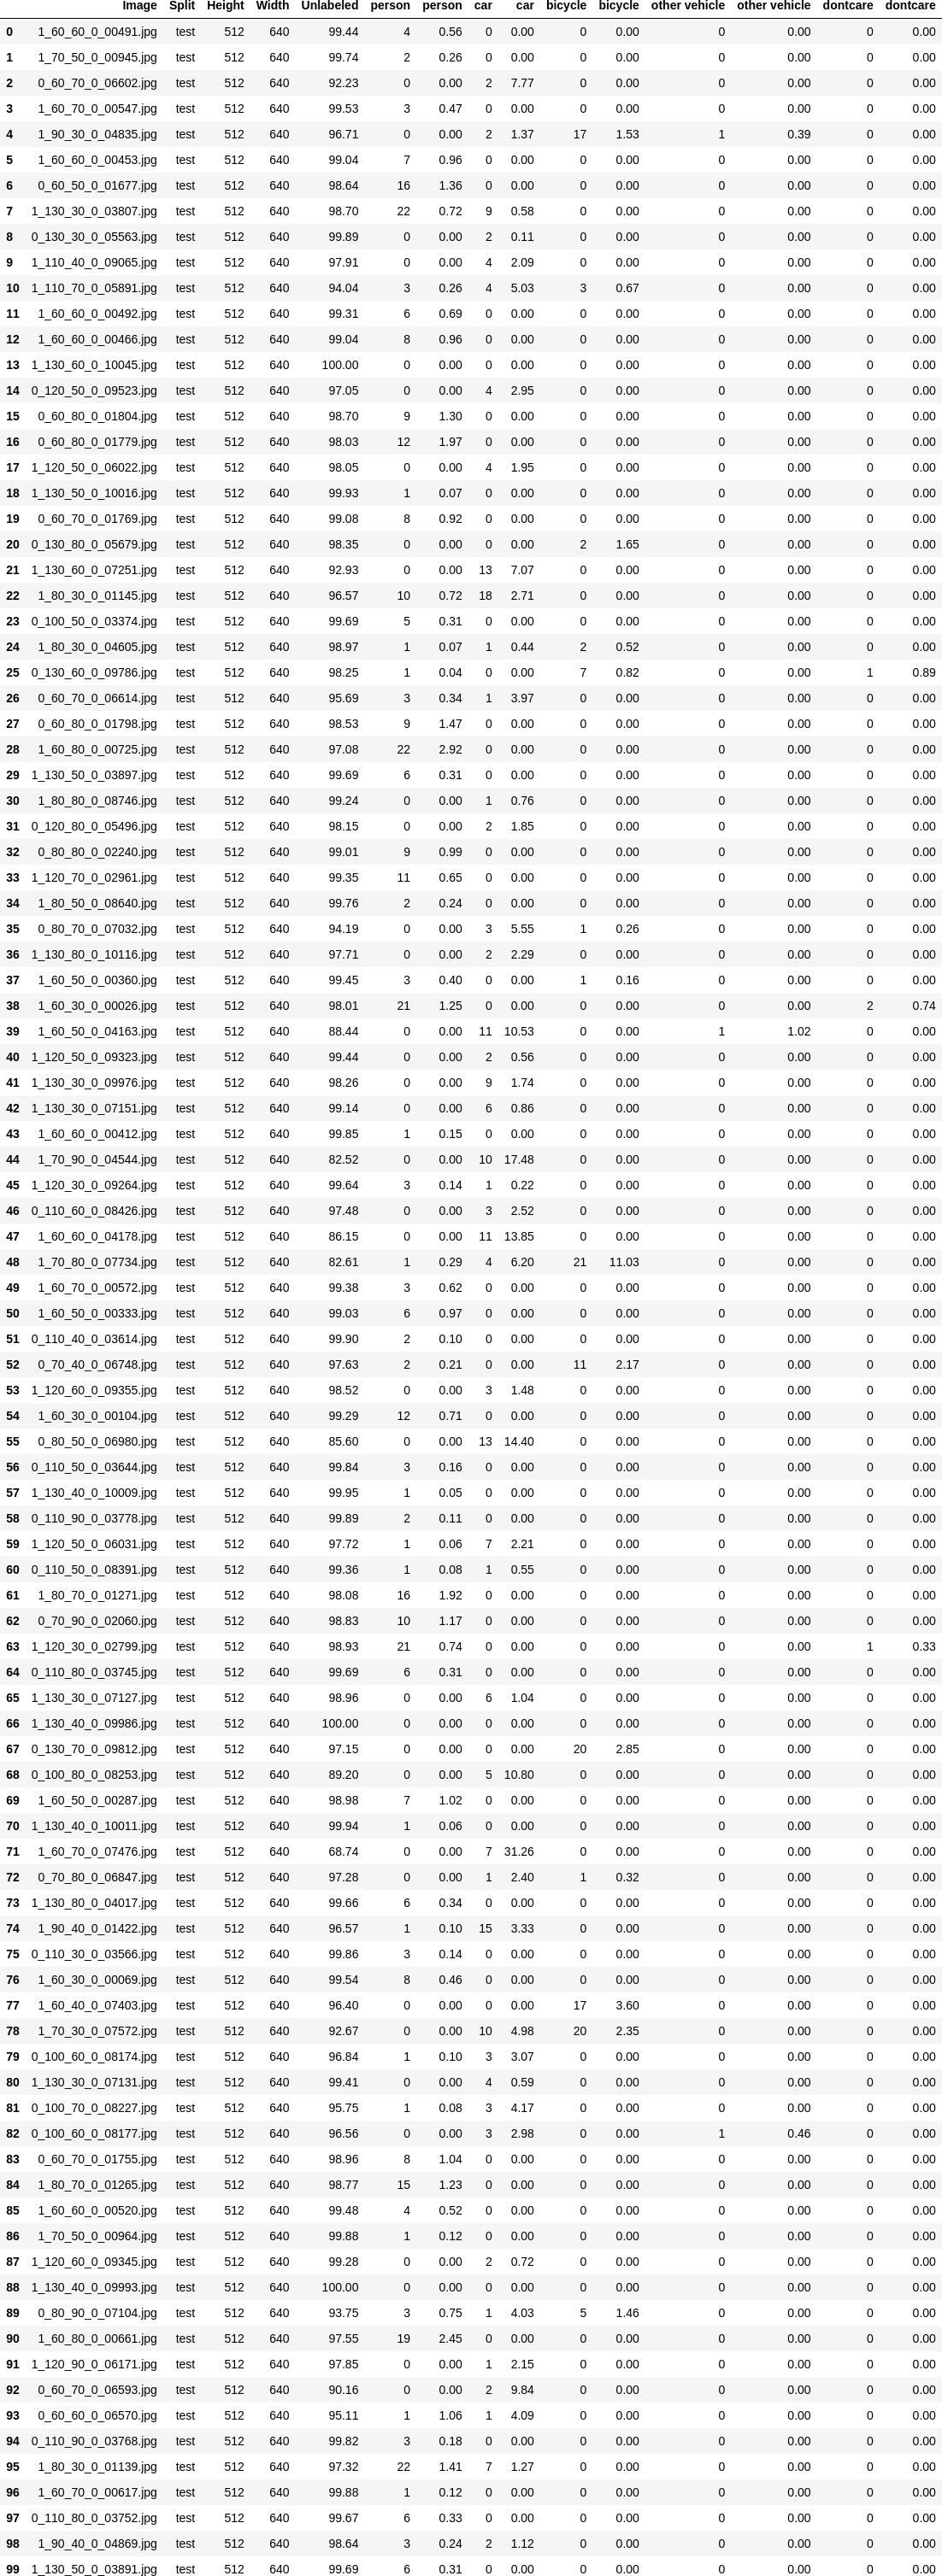 Image Split Height Width Unlabeled person person car car bicycle bicycle other vehicle other vehicle dontcare dontcare
0 1_60_60_0_00491.jpg test 512 640 99.44 4 0.56 0 0.00 0 0.00 0 0.00 0 0.00
1 1_70_50_0_00945.jpg test 512 640 99.74 2 0.26 0 0.00 0 0.00 0 0.00 0 0.00
2 0_60_70_0_06602.jpg test 512 640 92.23 0 0.00 2 7.77 0 0.00 0 0.00 0 0.00
3 1_60_70_0_00547.jpg test 512 640 99.53 3 0.47 0 0.00 0 0.00 0 0.00 0 0.00
4 1_90_30_0_04835.jpg test 512 640 96.71 0 0.00 2 1.37 17 1.53 1 0.39 0 0.00
5 1_60_60_0_00453.jpg test 512 640 99.04 7 0.96 0 0.00 0 0.00 0 0.00 0 0.00
6 0_60_50_0_01677.jpg test 512 640 98.64 16 1.36 0 0.00 0 0.00 0 0.00 0 0.00
7 1_130_30_0_03807.jpg test 512 640 98.70 22 0.72 9 0.58 0 0.00 0 0.00 0 0.00
8 0_130_30_0_05563.jpg test 512 640 99.89 0 0.00 2 0.11 0 0.00 0 0.00 0 0.00
9 1_110_40_0_09065.jpg test 512 640 97.91 0 0.00 4 2.09 0 0.00 0 0.00 0 0.00
10 1_110_70_0_05891.jpg test 512 640 94.04 3 0.26 4 5.03 3 0.67 0 0.00 0 0.00
11 1_60_60_0_00492.jpg test 512 640 99.31 6 0.69 0 0.00 0 0.00 0 0.00 0 0.00
12 1_60_60_0_00466.jpg test 512 640 99.04 8 0.96 0 0.00 0 0.00 0 0.00 0 0.00
13 1_130_60_0_10045.jpg test 512 640 100.00 0 0.00 0 0.00 0 0.00 0 0.00 0 0.00
14 0_120_50_0_09523.jpg test 512 640 97.05 0 0.00 4 2.95 0 0.00 0 0.00 0 0.00
15 0_60_80_0_01804.jpg test 512 640 98.70 9 1.30 0 0.00 0 0.00 0 0.00 0 0.00
16 0_60_80_0_01779.jpg test 512 640 98.03 12 1.97 0 0.00 0 0.00 0 0.00 0 0.00
17 1_120_50_0_06022.jpg test 512 640 98.05 0 0.00 4 1.95 0 0.00 0 0.00 0 0.00
18 1_130_50_0_10016.jpg test 512 640 99.93 1 0.07 0 0.00 0 0.00 0 0.00 0 0.00
19 0_60_70_0_01769.jpg test 512 640 99.08 8 0.92 0 0.00 0 0.00 0 0.00 0 0.00
20 0_130_80_0_05679.jpg test 512 640 98.35 0 0.00 0 0.00 2 1.65 0 0.00 0 0.00
21 1_130_60_0_07251.jpg test 512 640 92.93 0 0.00 13 7.07 0 0.00 0 0.00 0 0.00
22 1_80_30_0_01145.jpg test 512 640 96.57 10 0.72 18 2.71 0 0.00 0 0.00 0 0.00
23 0_100_50_0_03374.jpg test 512 640 99.69 5 0.31 0 0.00 0 0.00 0 0.00 0 0.00
24 1_80_30_0_04605.jpg test 512 640 98.97 1 0.07 1 0.44 2 0.52 0 0.00 0 0.00
25 0_130_60_0_09786.jpg test 512 640 98.25 1 0.04 0 0.00 7 0.82 0 0.00 1 0.89
26 0_60_70_0_06614.jpg test 512 640 95.69 3 0.34 1 3.97 0 0.00 0 0.00 0 0.00
27 0_60_80_0_01798.jpg test 512 640 98.53 9 1.47 0 0.00 0 0.00 0 0.00 0 0.00
28 1_60_80_0_00725.jpg test 512 640 97.08 22 2.92 0 0.00 0 0.00 0 0.00 0 0.00
29 1_130_50_0_03897.jpg test 512 640 99.69 6 0.31 0 0.00 0 0.00 0 0.00 0 0.00
30 1_80_80_0_08746.jpg test 512 640 99.24 0 0.00 1 0.76 0 0.00 0 0.00 0 0.00
31 0_120_80_0_05496.jpg test 512 640 98.15 0 0.00 2 1.85 0 0.00 0 0.00 0 0.00
32 0_80_80_0_02240.jpg test 512 640 99.01 9 0.99 0 0.00 0 0.00 0 0.00 0 0.00
33 1_120_70_0_02961.jpg test 512 640 99.35 11 0.65 0 0.00 0 0.00 0 0.00 0 0.00
34 1_80_50_0_08640.jpg test 512 640 99.76 2 0.24 0 0.00 0 0.00 0 0.00 0 0.00
35 0_80_70_0_07032.jpg test 512 640 94.19 0 0.00 3 5.55 1 0.26 0 0.00 0 0.00
36 1_130_80_0_10116.jpg test 512 640 97.71 0 0.00 2 2.29 0 0.00 0 0.00 0 0.00
37 1_60_50_0_00360.jpg test 512 640 99.45 3 0.40 0 0.00 1 0.16 0 0.00 0 0.00
38 1_60_30_0_00026.jpg test 512 640 98.01 21 1.25 0 0.00 0 0.00 0 0.00 2 0.74
39 1_60_50_0_04163.jpg test 512 640 88.44 0 0.00 11 10.53 0 0.00 1 1.02 0 0.00
40 1_120_50_0_09323.jpg test 512 640 99.44 0 0.00 2 0.56 0 0.00 0 0.00 0 0.00
41 1_130_30_0_09976.jpg test 512 640 98.26 0 0.00 9 1.74 0 0.00 0 0.00 0 0.00
42 1_130_30_0_07151.jpg test 512 640 99.14 0 0.00 6 0.86 0 0.00 0 0.00 0 0.00
43 1_60_60_0_00412.jpg test 512 640 99.85 1 0.15 0 0.00 0 0.00 0 0.00 0 0.00
44 1_70_90_0_04544.jpg test 512 640 82.52 0 0.00 10 17.48 0 0.00 0 0.00 0 0.00
45 1_120_30_0_09264.jpg test 512 640 99.64 3 0.14 1 0.22 0 0.00 0 0.00 0 0.00
46 0_110_60_0_08426.jpg test 512 640 97.48 0 0.00 3 2.52 0 0.00 0 0.00 0 0.00
47 1_60_60_0_04178.jpg test 512 640 86.15 0 0.00 11 13.85 0 0.00 0 0.00 0 0.00
48 1_70_80_0_07734.jpg test 512 640 82.61 1 0.29 4 6.20 21 11.03 0 0.00 0 0.00
49 1_60_70_0_00572.jpg test 512 640 99.38 3 0.62 0 0.00 0 0.00 0 0.00 0 0.00
50 1_60_50_0_00333.jpg test 512 640 99.03 6 0.97 0 0.00 0 0.00 0 0.00 0 0.00
51 0_110_40_0_03614.jpg test 512 640 99.90 2 0.10 0 0.00 0 0.00 0 0.00 0 0.00
52 0_70_40_0_06748.jpg test 512 640 97.63 2 0.21 0 0.00 11 2.17 0 0.00 0 0.00
53 1_120_60_0_09355.jpg test 512 640 98.52 0 0.00 3 1.48 0 0.00 0 0.00 0 0.00
54 1_60_30_0_00104.jpg test 512 640 99.29 12 0.71 0 0.00 0 0.00 0 0.00 0 0.00
55 0_80_50_0_06980.jpg test 512 640 85.60 0 0.00 13 14.40 0 0.00 0 0.00 0 0.00
56 0_110_50_0_03644.jpg test 512 640 99.84 3 0.16 0 0.00 0 0.00 0 0.00 0 0.00
57 1_130_40_0_10009.jpg test 512 640 99.95 1 0.05 0 0.00 0 0.00 0 0.00 0 0.00
58 0_110_90_0_03778.jpg test 512 640 99.89 2 0.11 0 0.00 0 0.00 0 0.00 0 0.00
59 1_120_50_0_06031.jpg test 512 640 97.72 1 0.06 7 2.21 0 0.00 0 0.00 0 0.00
60 0_110_50_0_08391.jpg test 512 640 99.36 1 0.08 1 0.55 0 0.00 0 0.00 0 0.00
61 1_80_70_0_01271.jpg test 512 640 98.08 16 1.92 0 0.00 0 0.00 0 0.00 0 0.00
62 0_70_90_0_02060.jpg test 512 640 98.83 10 1.17 0 0.00 0 0.00 0 0.00 0 0.00
63 1_120_30_0_02799.jpg test 512 640 98.93 21 0.74 0 0.00 0 0.00 0 0.00 1 0.33
64 0_110_80_0_03745.jpg test 512 640 99.69 6 0.31 0 0.00 0 0.00 0 0.00 0 0.00
65 1_130_30_0_07127.jpg test 512 640 98.96 0 0.00 6 1.04 0 0.00 0 0.00 0 0.00
66 1_130_40_0_09986.jpg test 512 640 100.00 0 0.00 0 0.00 0 0.00 0 0.00 0 0.00
67 0_130_70_0_09812.jpg test 512 640 97.15 0 0.00 0 0.00 20 2.85 0 0.00 0 0.00
68 0_100_80_0_08253.jpg test 512 640 89.20 0 0.00 5 10.80 0 0.00 0 0.00 0 0.00
69 1_60_50_0_00287.jpg test 512 640 98.98 7 1.02 0 0.00 0 0.00 0 0.00 0 0.00
70 1_130_40_0_10011.jpg test 512 640 99.94 1 0.06 0 0.00 0 0.00 0 0.00 0 0.00
71 1_60_70_0_07476.jpg test 512 640 68.74 0 0.00 7 31.26 0 0.00 0 0.00 0 0.00
72 0_70_80_0_06847.jpg test 512 640 97.28 0 0.00 1 2.40 1 0.32 0 0.00 0 0.00
73 1_130_80_0_04017.jpg test 512 640 99.66 6 0.34 0 0.00 0 0.00 0 0.00 0 0.00
74 1_90_40_0_01422.jpg test 512 640 96.57 1 0.10 15 3.33 0 0.00 0 0.00 0 0.00
75 0_110_30_0_03566.jpg test 512 640 99.86 3 0.14 0 0.00 0 0.00 0 0.00 0 0.00
76 1_60_30_0_00069.jpg test 512 640 99.54 8 0.46 0 0.00 0 0.00 0 0.00 0 0.00
77 1_60_40_0_07403.jpg test 512 640 96.40 0 0.00 0 0.00 17 3.60 0 0.00 0 0.00
78 1_70_30_0_07572.jpg test 512 640 92.67 0 0.00 10 4.98 20 2.35 0 0.00 0 0.00
79 0_100_60_0_08174.jpg test 512 640 96.84 1 0.10 3 3.07 0 0.00 0 0.00 0 0.00
80 1_130_30_0_07131.jpg test 512 640 99.41 0 0.00 4 0.59 0 0.00 0 0.00 0 0.00
81 0_100_70_0_08227.jpg test 512 640 95.75 1 0.08 3 4.17 0 0.00 0 0.00 0 0.00
82 0_100_60_0_08177.jpg test 512 640 96.56 0 0.00 3 2.98 0 0.00 1 0.46 0 0.00
83 0_60_70_0_01755.jpg test 512 640 98.96 8 1.04 0 0.00 0 0.00 0 0.00 0 0.00
84 1_80_70_0_01265.jpg test 512 640 98.77 15 1.23 0 0.00 0 0.00 0 0.00 0 0.00
85 1_60_60_0_00520.jpg test 512 640 99.48 4 0.52 0 0.00 0 0.00 0 0.00 0 0.00
86 1_70_50_0_00964.jpg test 512 640 99.88 1 0.12 0 0.00 0 0.00 0 0.00 0 0.00
87 1_120_60_0_09345.jpg test 512 640 99.28 0 0.00 2 0.72 0 0.00 0 0.00 0 0.00
88 1_130_40_0_09993.jpg test 512 640 100.00 0 0.00 0 0.00 0 0.00 0 0.00 0 0.00
89 0_80_90_0_07104.jpg test 512 640 93.75 3 0.75 1 4.03 5 1.46 0 0.00 0 0.00
90 1_60_80_0_00661.jpg test 512 640 97.55 19 2.45 0 0.00 0 0.00 0 0.00 0 0.00
91 1_120_90_0_06171.jpg test 512 640 97.85 0 0.00 1 2.15 0 0.00 0 0.00 0 0.00
92 0_60_70_0_06593.jpg test 512 640 90.16 0 0.00 2 9.84 0 0.00 0 0.00 0 0.00
93 0_60_60_0_06570.jpg test 512 640 95.11 1 1.06 1 4.09 0 0.00 0 0.00 0 0.00
94 0_110_90_0_03768.jpg test 512 640 99.82 3 0.18 0 0.00 0 0.00 0 0.00 0 0.00
95 1_80_30_0_01139.jpg test 512 640 97.32 22 1.41 7 1.27 0 0.00 0 0.00 0 0.00
96 1_60_70_0_00617.jpg test 512 640 99.88 1 0.12 0 0.00 0 0.00 0 0.00 0 0.00
97 0_110_80_0_03752.jpg test 512 640 99.67 6 0.33 0 0.00 0 0.00 0 0.00 0 0.00
98 1_90_40_0_04869.jpg test 512 640 98.64 3 0.24 2 1.12 0 0.00 0 0.00 0 0.00
99 1_130_50_0_03891.jpg test 512 640 99.69 6 0.31 0 0.00 0 0.00 0 0.00 0 0.00